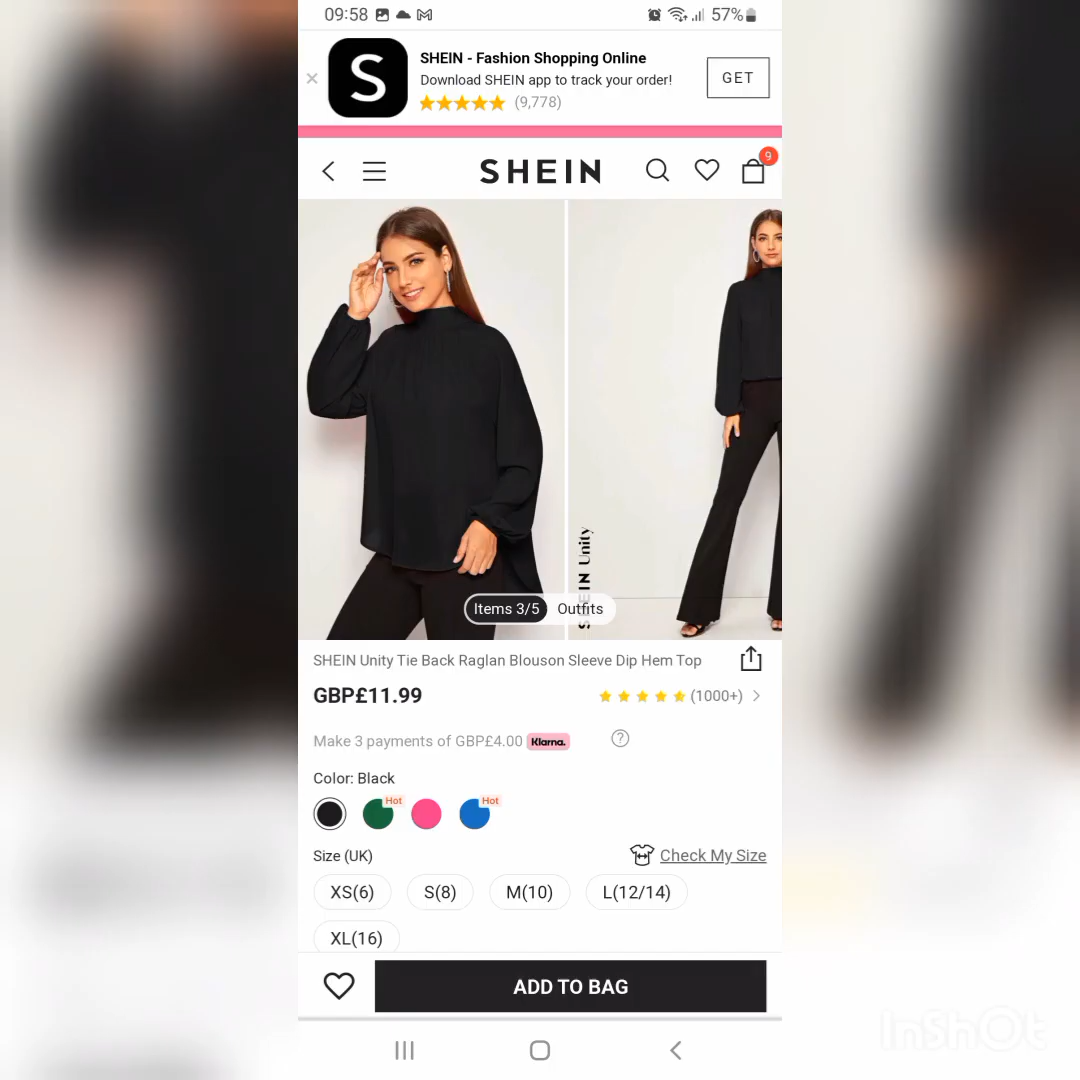 09:58
57%
S
SHEIN - Fashion Shopping Online
Download SHEIN app to track your order!
(9,778)
GET
SHEIN
9
SHEIN Unity
Items 3/5 Outfits
SHEIN Unity Tie Back Raglan Blouson Sleeve Dip Hem Top
GBP£11.99
(1000+)
Make 3 payments of GBP£4.00 Klarna.
?
Color: Black
Hot
Hot
Size (UK)
Check My Size
XS(6) S(8) M(10) L(12/14)
XL(16)
ADD TO BAG
InShOt